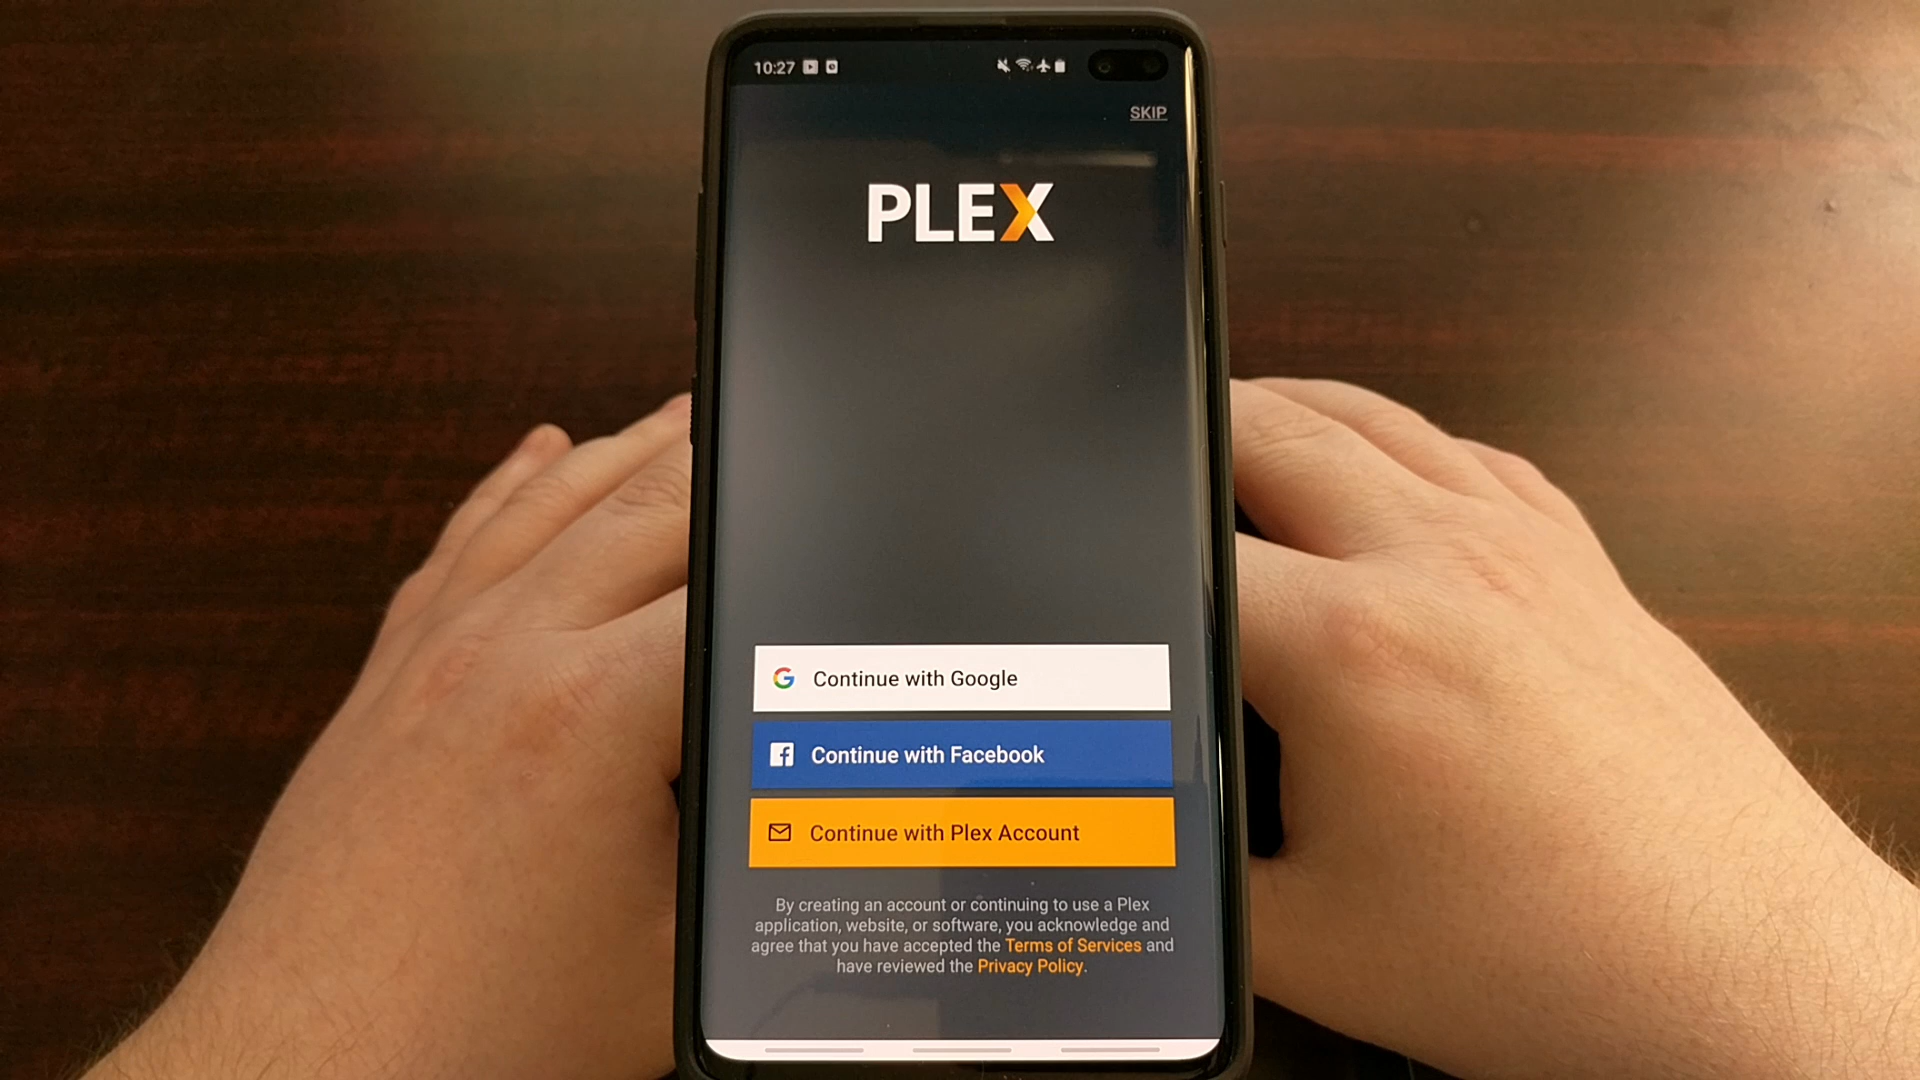 10:27
SKIP
PLEX
Continue with Google
Continue with Facebook
Continue with Plex Account
By creating an account or continuing to use a Plex
application, website, or software, you acknowledge and
agree that you have accepted the Terms of Services and
have reviewed the Privacy Policy.